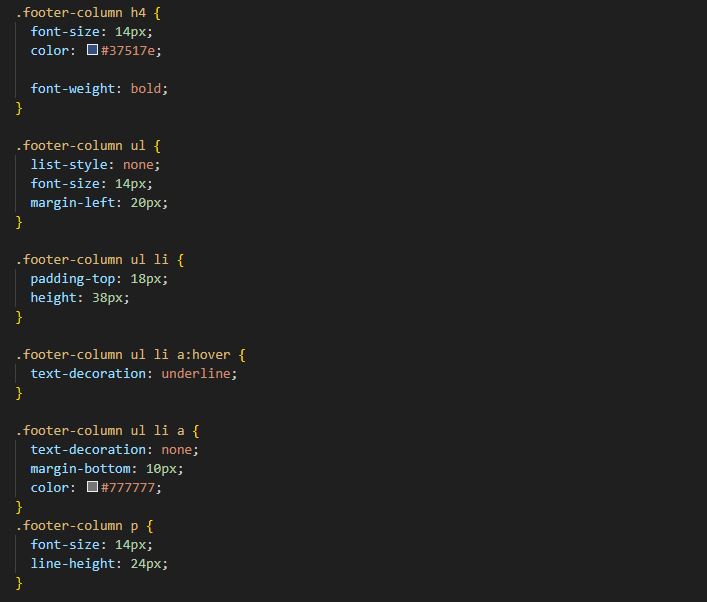 .footer-column h4 {
  font-size: 14px;
  color: #37517e;

  font-weight: bold;
}

.footer-column ul {
  list-style: none;
  font-size: 14px;
  margin-left: 20px;
}

.footer-column ul li {
  padding-top: 18px;
  height: 38px;
}

.footer-column ul li a:hover {
  text-decoration: underline;
}

.footer-column ul li a {
  text-decoration: none;
  margin-bottom: 10px;
  color: #777777;
}
.footer-column p {
  font-size: 14px;
  line-height: 24px;
}